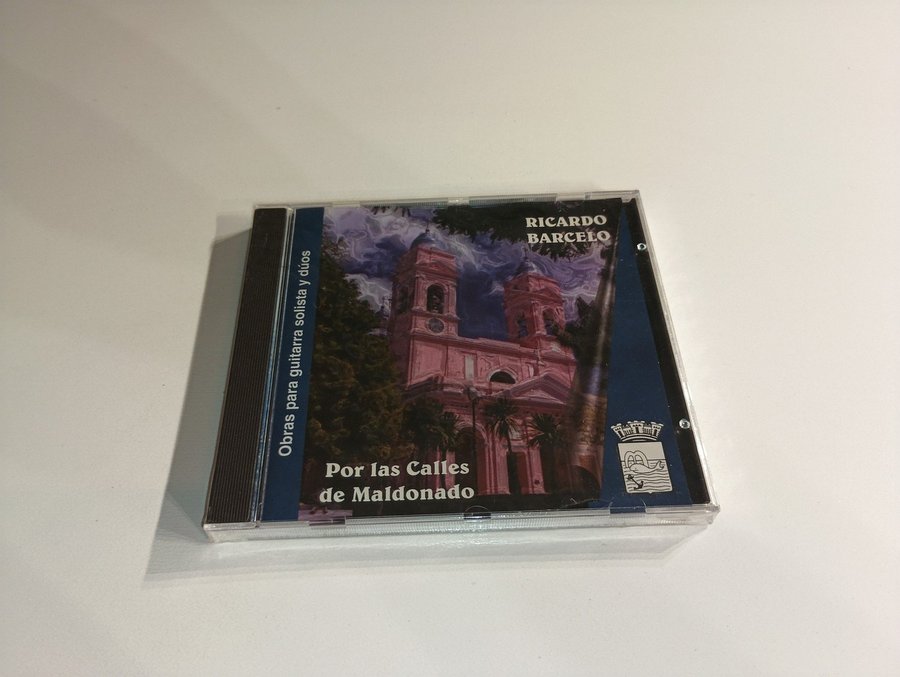 RICARDO
BARCELO
Obras para guitarra solista y dúos
Por las Calles
de Maldonado